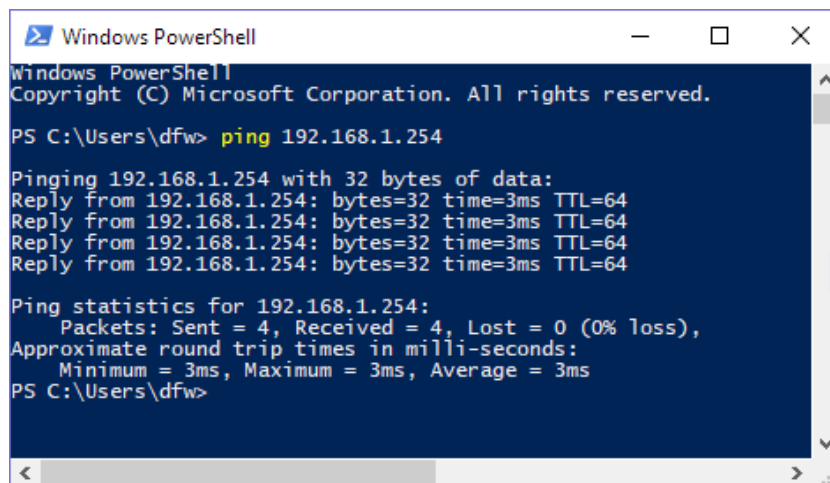 Windows PowerShell
Windows PowerShell
Copyright (C) Microsoft Corporation. All rights reserved.
PS C:\Users\dfw> ping 192.168.1.254
Pinging 192.168.1.254 with 32 bytes of data:
Reply from 192.168.1.254: bytes=32 time=3ms TTL=64
Reply from 192.168.1.254: bytes=32 time=3ms TTL=64
Reply from 192.168.1.254: bytes=32 time=3ms TTL=64
Reply from 192.168.1.254: bytes=32 time=3ms TTL=64
Ping statistics for 192.168.1.254:
    Packets: Sent = 4, Received = 4, Lost = 0 (0% loss),
Approximate round trip times in milli-seconds:
    Minimum = 3ms, Maximum = 3ms, Average = 3ms
PS C:\Users\dfw>